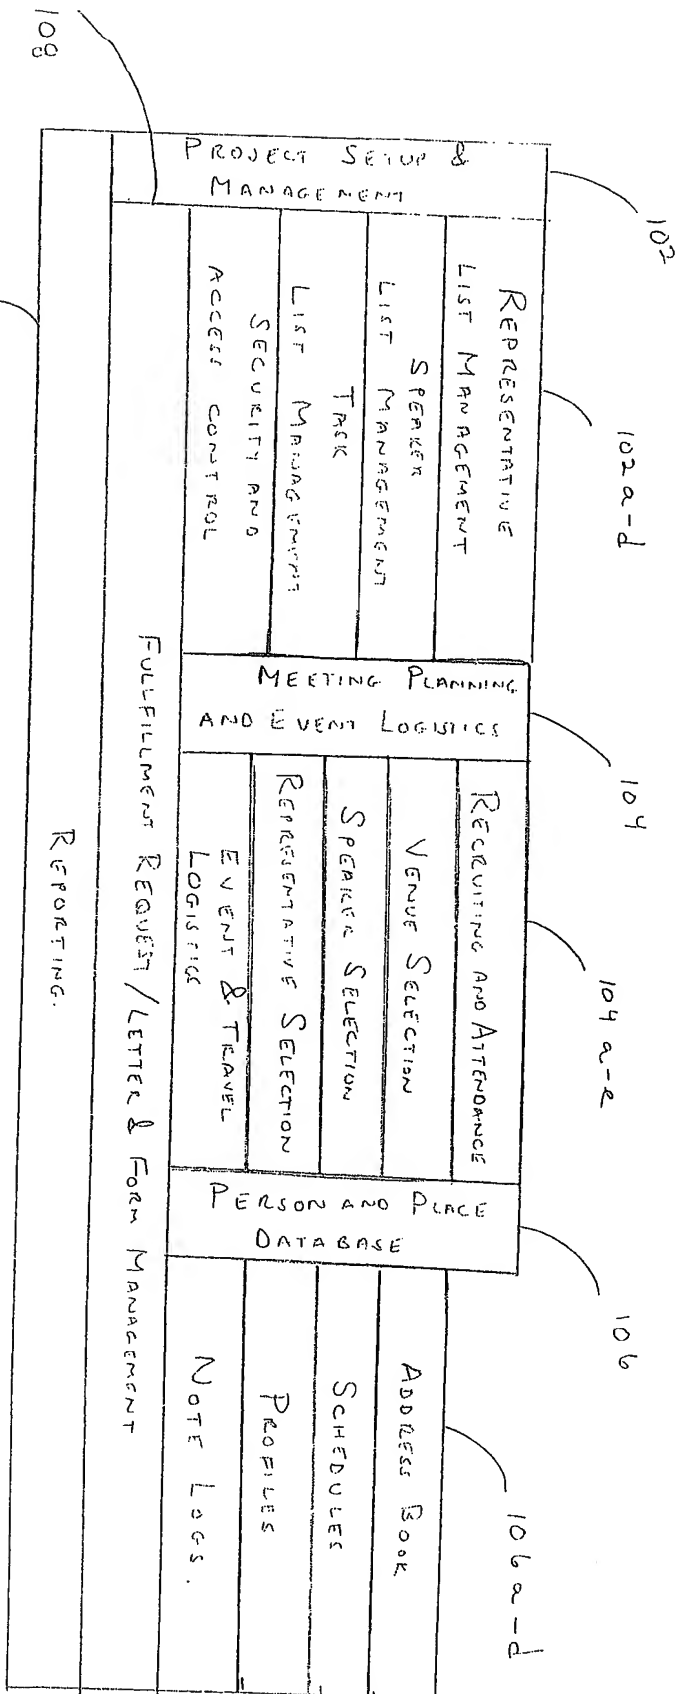 102
102a-d
104
104a-e
106
106a-d
PROJECT SETUP &
MANAGEMENT
REPRESENTATIVE
LIST MANAGEMENT
SPEAKER
LIST MANAGEMENT
TASK
LIST MANAGEMENT
SECURITY AND
ACCESS CONTROL
MEETING PLANNING
AND EVENT LOGISTICS
RECRUITING AND ATTENDANCE
VENUE SELECTION
SPEAKER SELECTION
REPRESENTATIVE SELECTION
EVENT & TRAVEL
LOGISTICS
PERSON AND PLACE
DATABASE
ADDRESS BOOK
SCHEDULES
PROFILES
NOTE LOGS.
108
FULLFILLMENT REQUEST/LETTER & FORM MANAGEMENT
REPORTING.